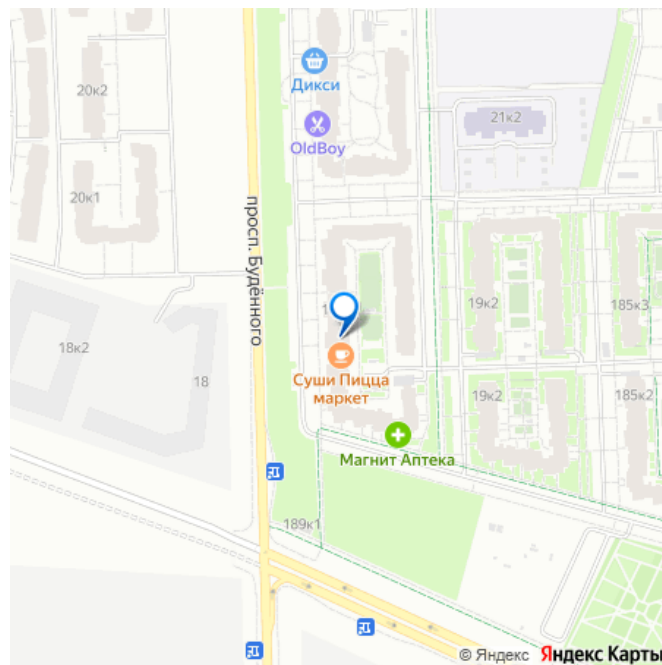 20к2
Дикси
OldBoy
21к2
20к1
просп. Будённого
19к2
185к3
18к2
18
Суши Пицца
маркет
19к2
185к2
Магнит Аптека
189к1
© Яндекс Яндекс Карты